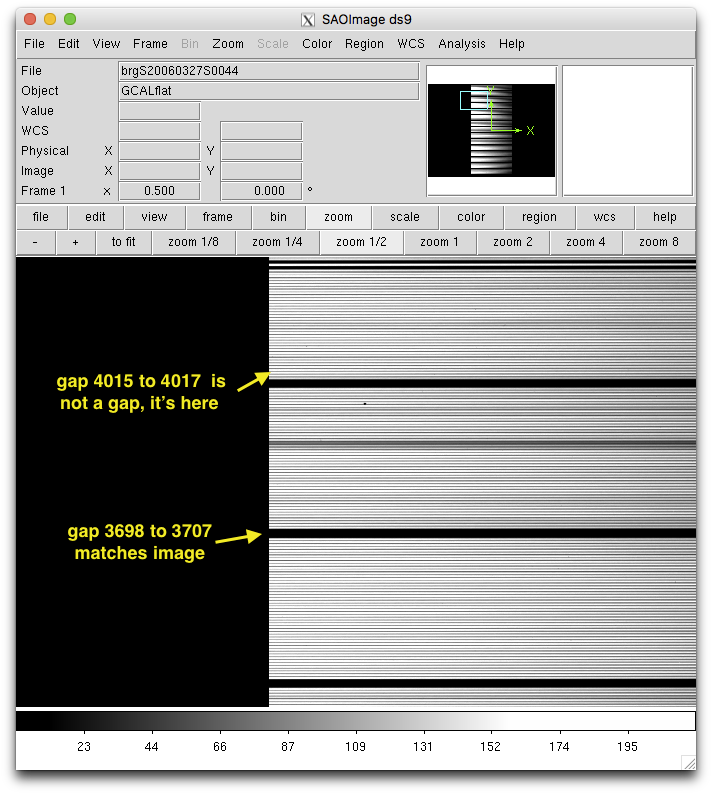 SAOImage ds9
File Edit View Frame Bin Zoom Scale Color Region WCS Analysis Help
File brgS20060327S0044
Object GCALflat
Value
WCS
Physical X Y
Image X Y
Frame 1 x 0.500 0.000 °
Y
X
file edit view frame bin zoom scale color region wcs help
- + to fit zoom 1/8 zoom 1/4 zoom 1/2 zoom 1 zoom 2 zoom 4 zoom 8
gap 4015 to 4017 is
not a gap, it's here
gap 3698 to 3707
matches image
23 44 66 87 109 131 152 174 195